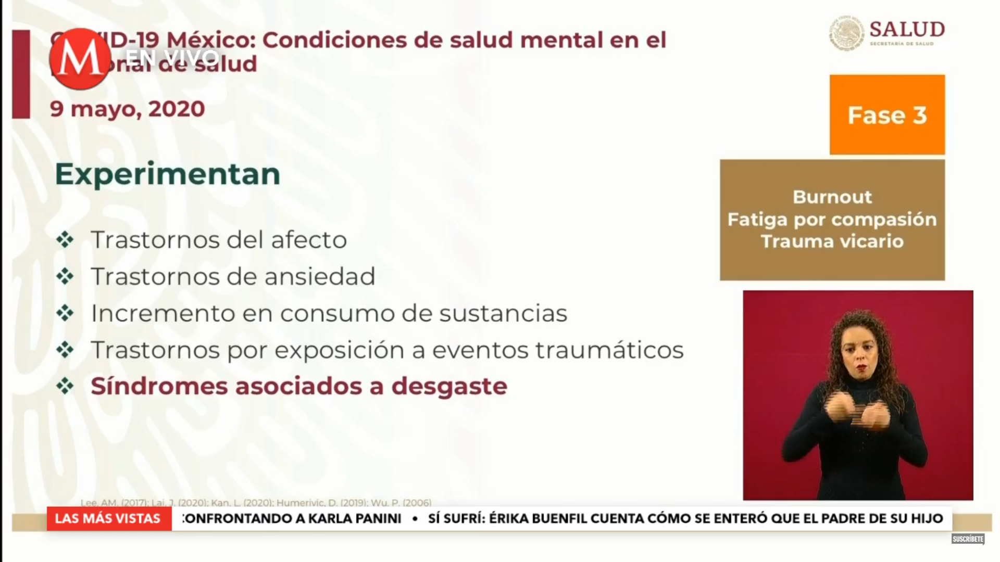 D-19 México: Condiciones de salud mental en el
M
EN VIVO
onal de salud
9 mayo, 2020
SALUD
SECRETARÍA DE SALUD
Fase 3
Burnout
Fatiga por compasión
Trauma vicario
Experimentan
Trastornos del afecto
Trastornos de ansiedad
Incremento en consumo de sustancias
Trastornos por exposición a eventos traumáticos
Síndromes asociados a desgaste
Lee, AM. (2017); Lai, J. (2020); Kan, L. (2020); Humerivic, D. (2019); Wu, P. (2006)
LAS MÁS VISTAS
ONFRONTANDO A KARLA PANINI • SÍ SUFRÍ: ÉRIKA BUENFIL CUENTA CÓMO SE ENTERÓ QUE EL PADRE DE SU HIJO
SUSCRÍBETE